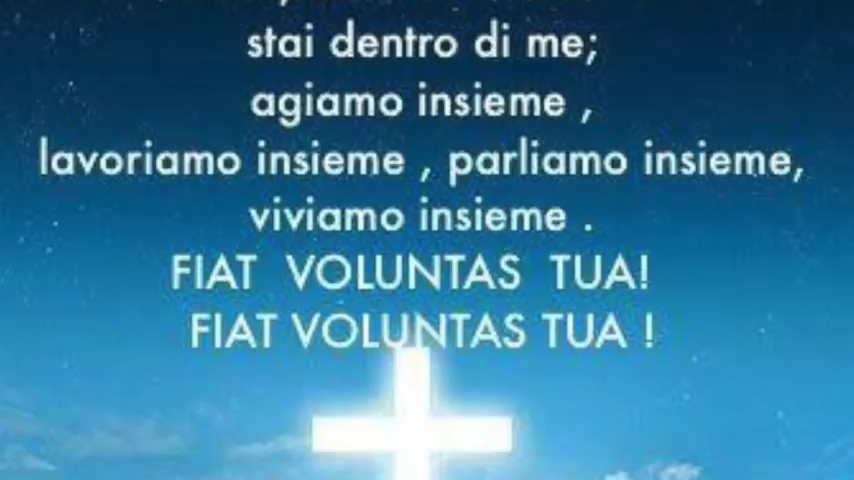 stai dentro di me;
agiamo insieme ,
lavoriamo insieme , parliamo insieme,
viviamo insieme .
FIAT VOLUNTAS TUA!
FIAT VOLUNTAS TUA !